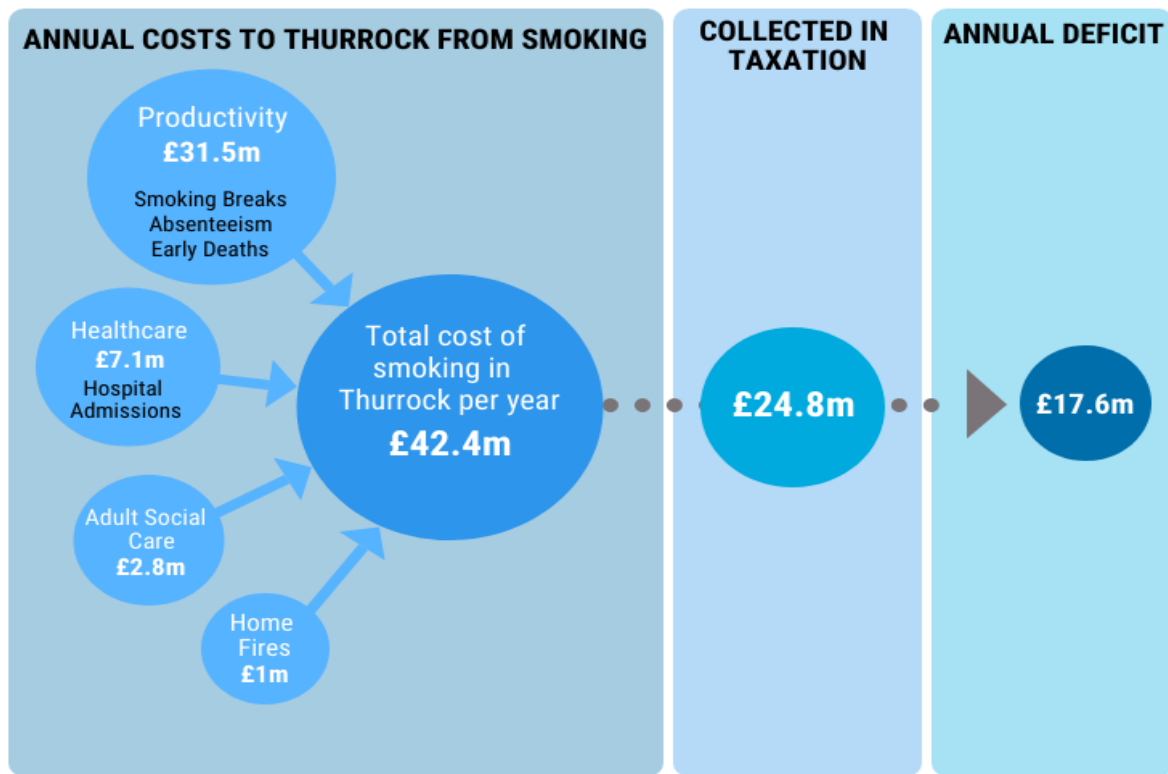 ANNUAL COSTS TO THURROCK FROM SMOKING
Productivity
£31.5m
Smoking Breaks
Absenteeism
Early Deaths
Healthcare
£7.1m
Hospital
Admissions
Adult Social
Care
£2.8m
Home
Fires
£1m
Total cost of
smoking in
Thurrock per year
£42.4m
COLLECTED IN
TAXATION
£24.8m
ANNUAL DEFICIT
£17.6m